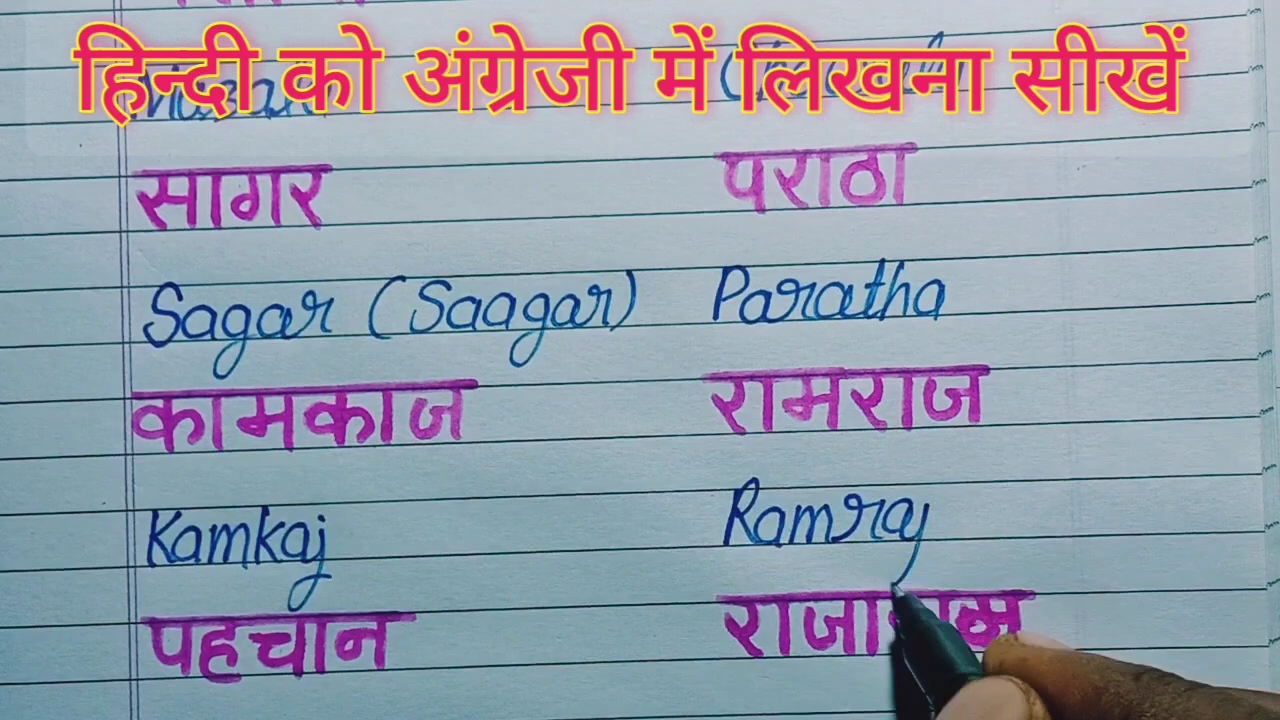 हिन्दी को अंग्रेजी में लिखना सीखें
सागर पराठा
Sagar (Saagar) Paratha
कामकाज रामराज
Kamkaj Ramraj
पहचान